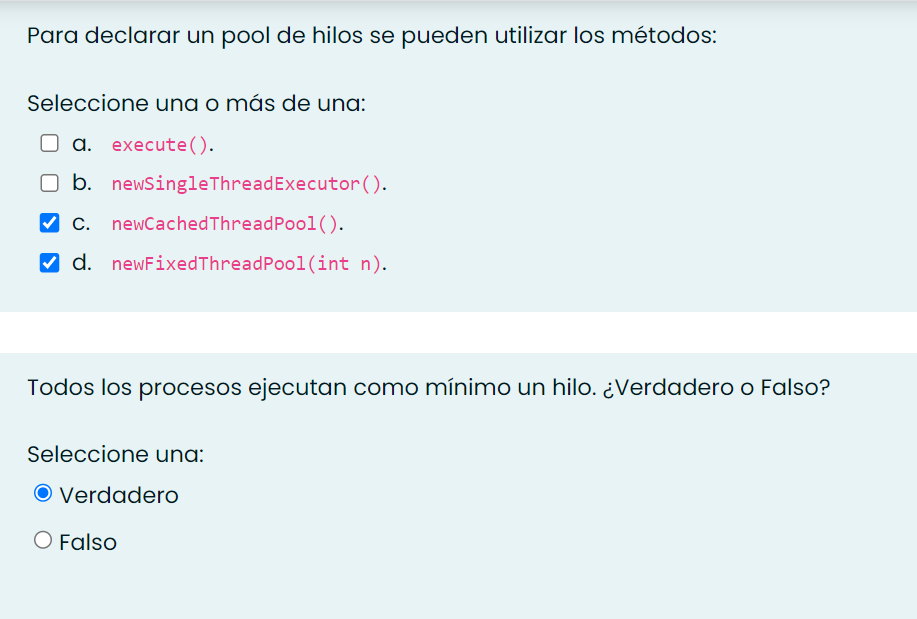 Para declarar un pool de hilos se pueden utilizar los métodos:
Seleccione una o más de una:
a. execute().
b. newSingleThreadExecutor().
c. newCachedThreadPool().
d. newFixedThreadPool(int n).
Todos los procesos ejecutan como mínimo un hilo. ¿Verdadero o Falso?
Seleccione una:
Verdadero
Falso